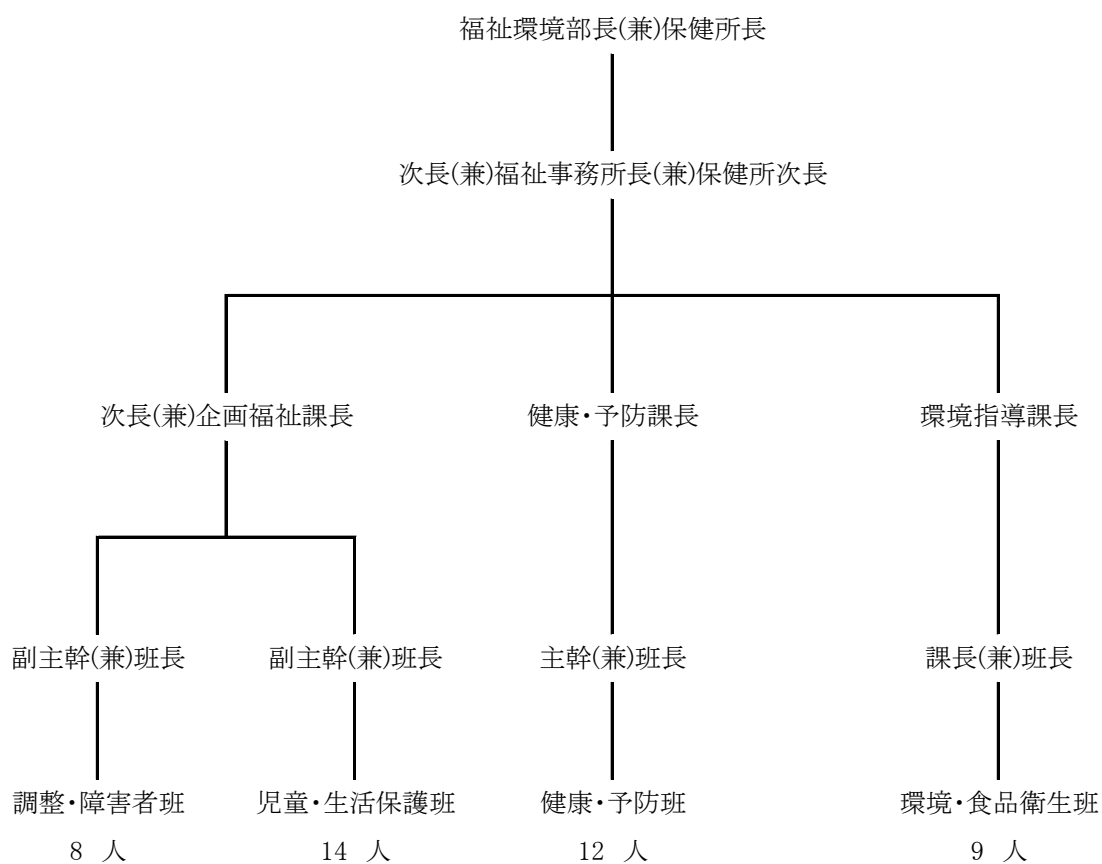 福祉環境部長(兼)保健所長
次長(兼)福祉事務所長(兼)保健所次長
次長(兼)企画福祉課長
健康・予防課長
環境指導課長
副主幹(兼)班長
副主幹(兼)班長
主幹(兼)班長
課長(兼)班長
調整・障害者班
児童・生活保護班
健康・予防班
環境・食品衛生班
8 人
14 人
12 人
9 人